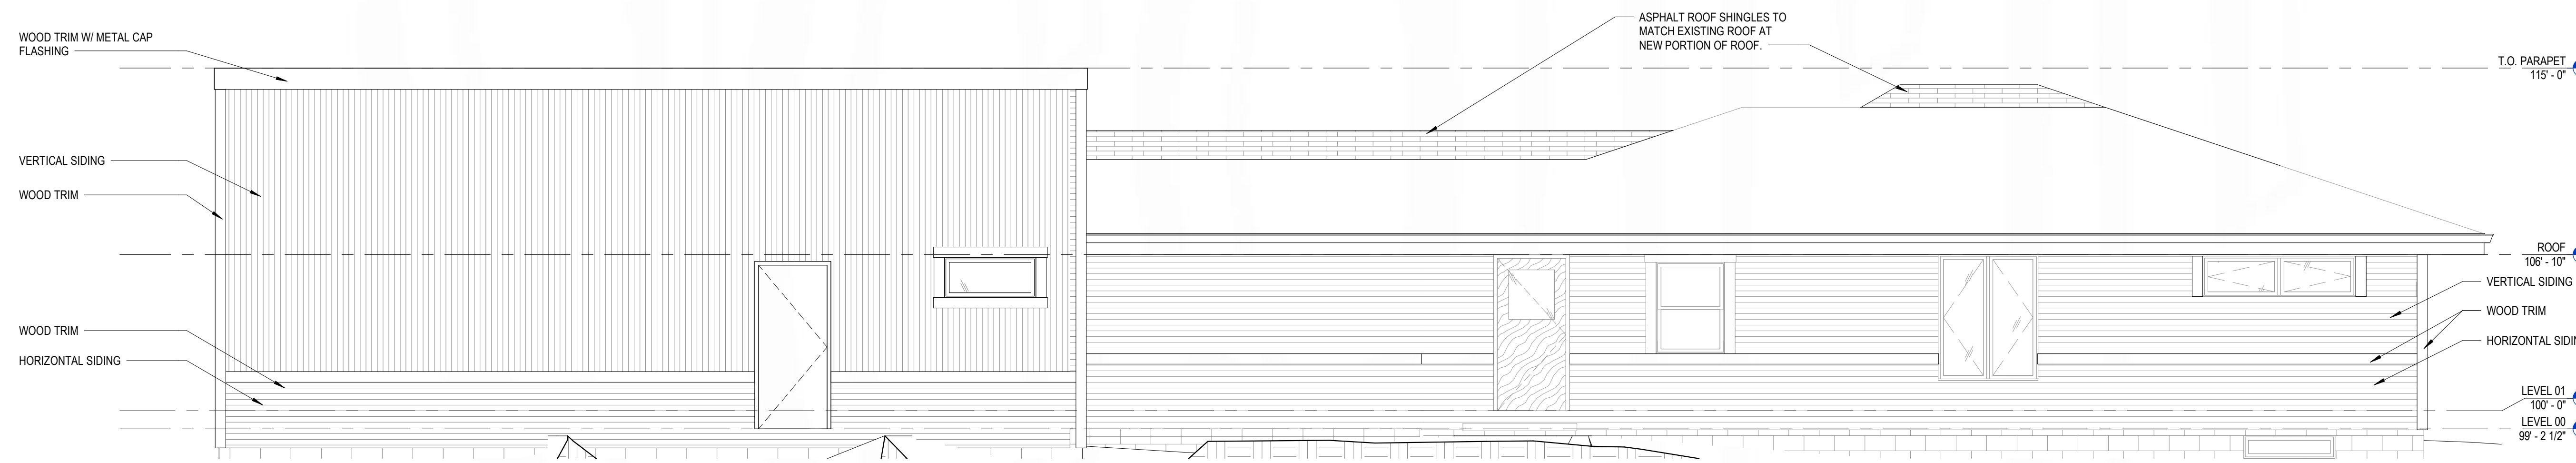 WOOD TRIM W/ METAL CAP
FLASHING
VERTICAL SIDING
WOOD TRIM
WOOD TRIM
HORIZONTAL SIDING
ASPHALT ROOF SHINGLES TO
MATCH EXISTING ROOF AT
NEW PORTION OF ROOF.
T.O. PARAPET
115' - 0"
ROOF
106' - 10"
VERTICAL SIDING
WOOD TRIM
HORIZONTAL SIDIN
LEVEL 01
100' - 0"
LEVEL 00
99' - 2 1/2"